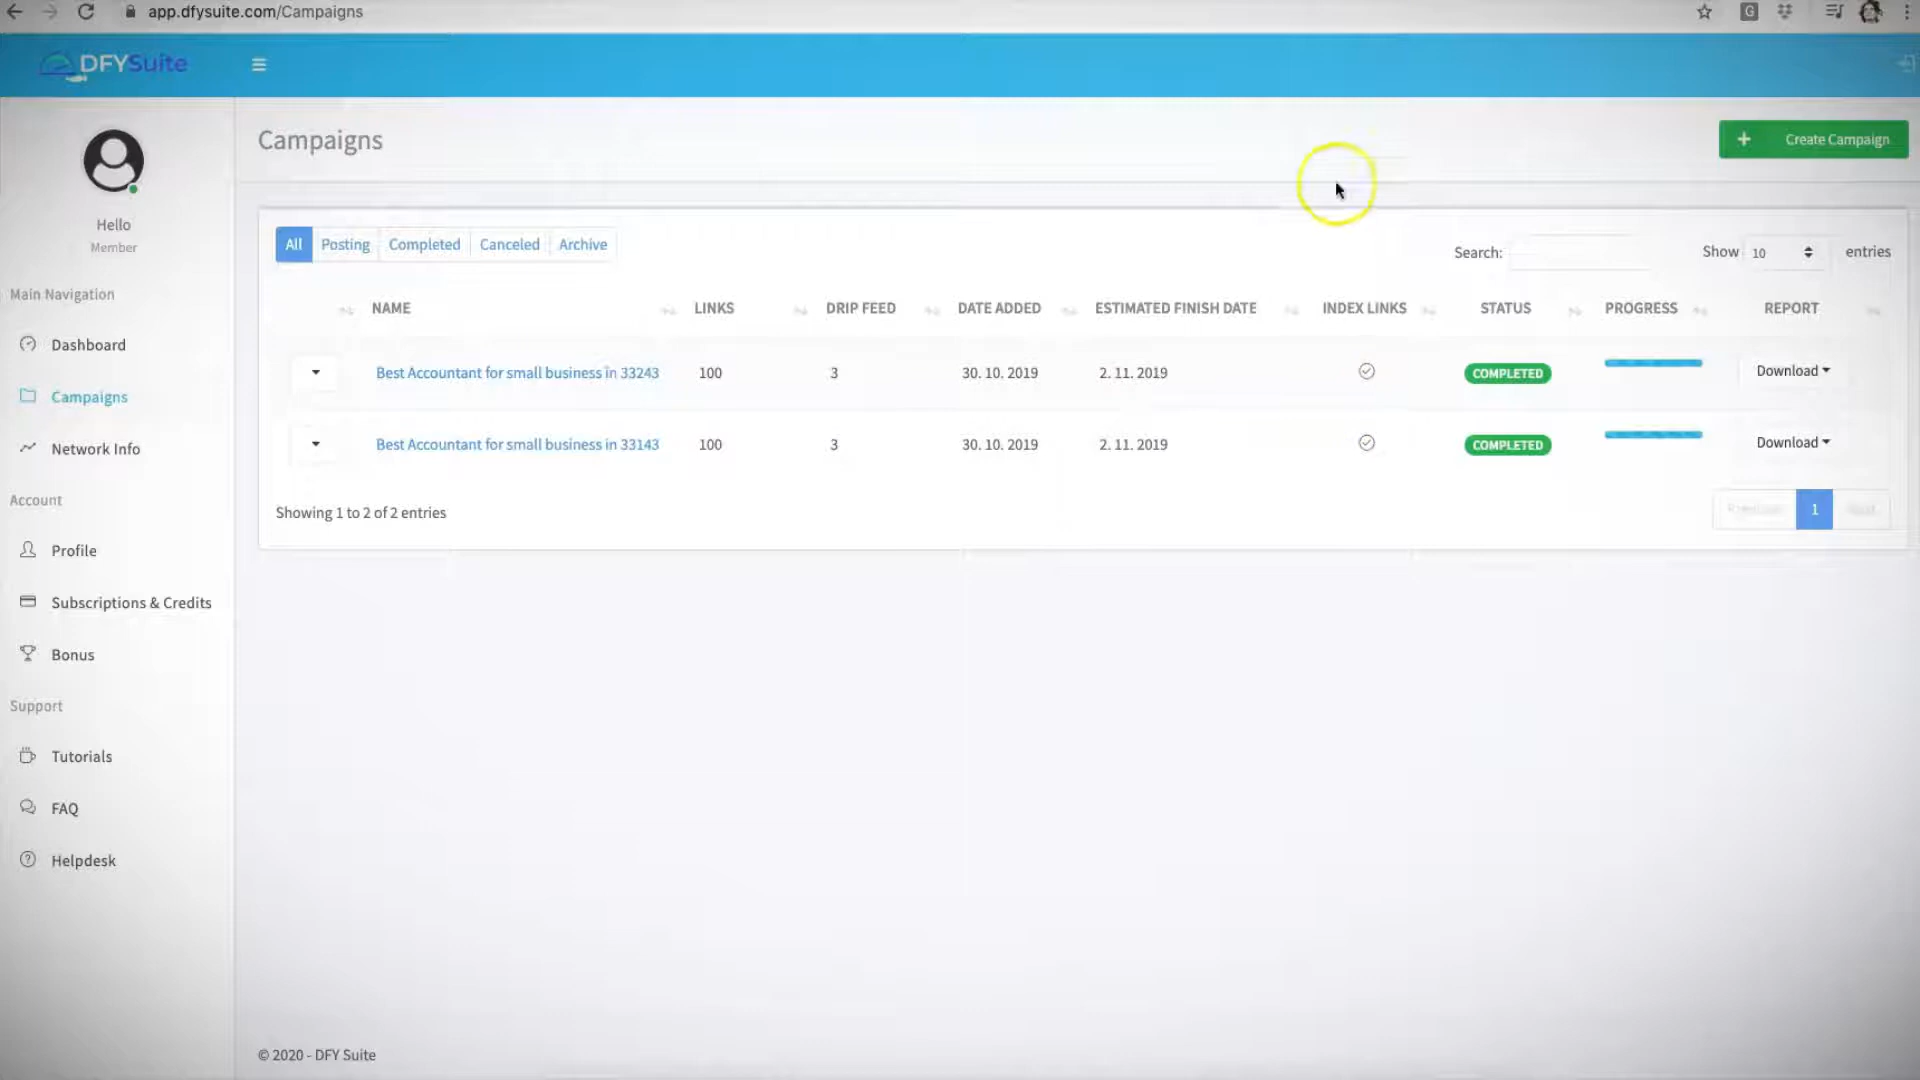 app.dfysuite.com/Campaigns
DFYSuite
Campaigns
+ Create Campaign
Hello
Member
All Posting Completed Canceled Archive
Search: Show 10 entries
Main Navigation
NAME LINKS DRIP FEED DATE ADDED ESTIMATED FINISH DATE INDEX LINKS STATUS PROGRESS REPORT
Dashboard
Best Accountant for small business in 33243 100 3 30. 10. 2019 2. 11. 2019 COMPLETED Download
Campaigns
Best Accountant for small business in 33143 100 3 30. 10. 2019 2. 11. 2019 COMPLETED Download
Network Info
Showing 1 to 2 of 2 entries
Previous 1 Next
Account
Profile
Subscriptions & Credits
Bonus
Support
Tutorials
FAQ
Helpdesk
© 2020 - DFY Suite